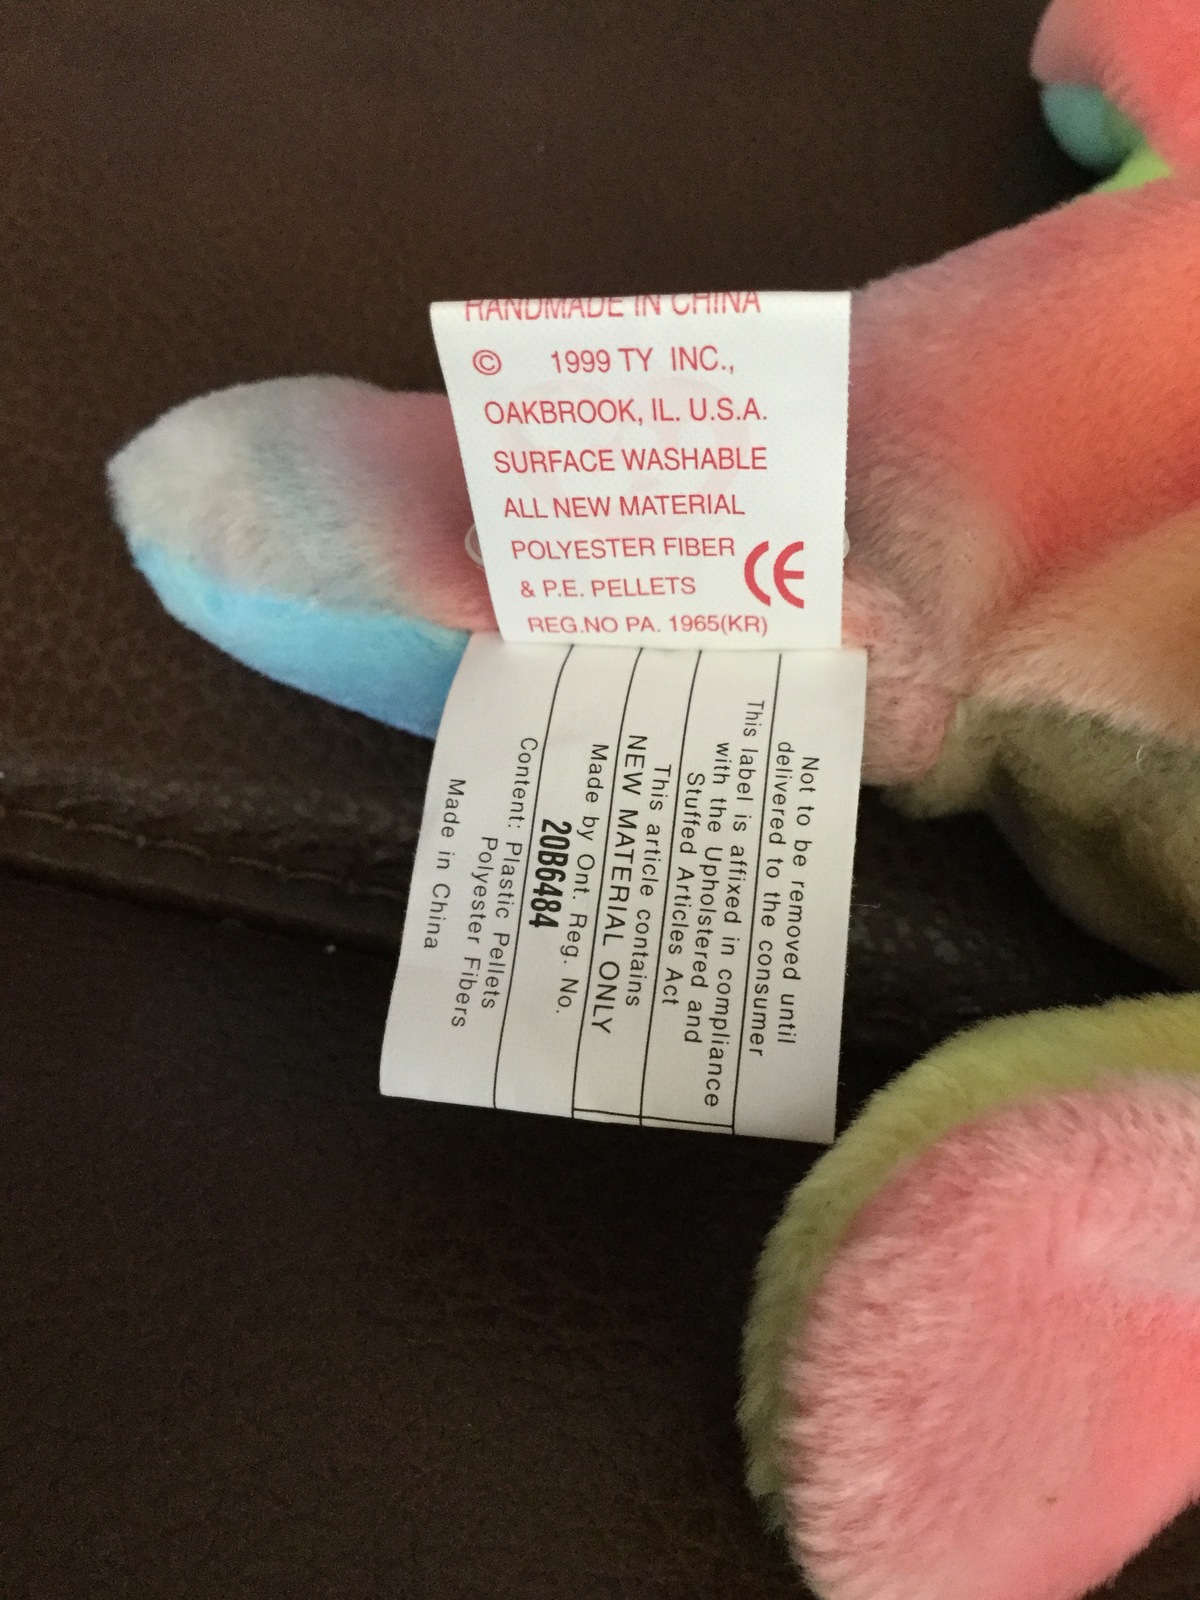 HANDMADE IN CHINA
© 1999 TY INC.,
OAKBROOK, IL. U.S.A.
SURFACE WASHABLE
ALL NEW MATERIAL
POLYESTER FIBER
& P.E. PELLETS
CE
REG.NO PA. 1965(KR)
Not to be removed until
delivered to the consumer
This label is affixed in compliance
with the Upholstered and
Stuffed Articles Act
This article contains
NEW MATERIAL ONLY
Made by Ont. Reg. No.
20B6484
Content: Plastic Pellets
Polyester Fibers
Made in China